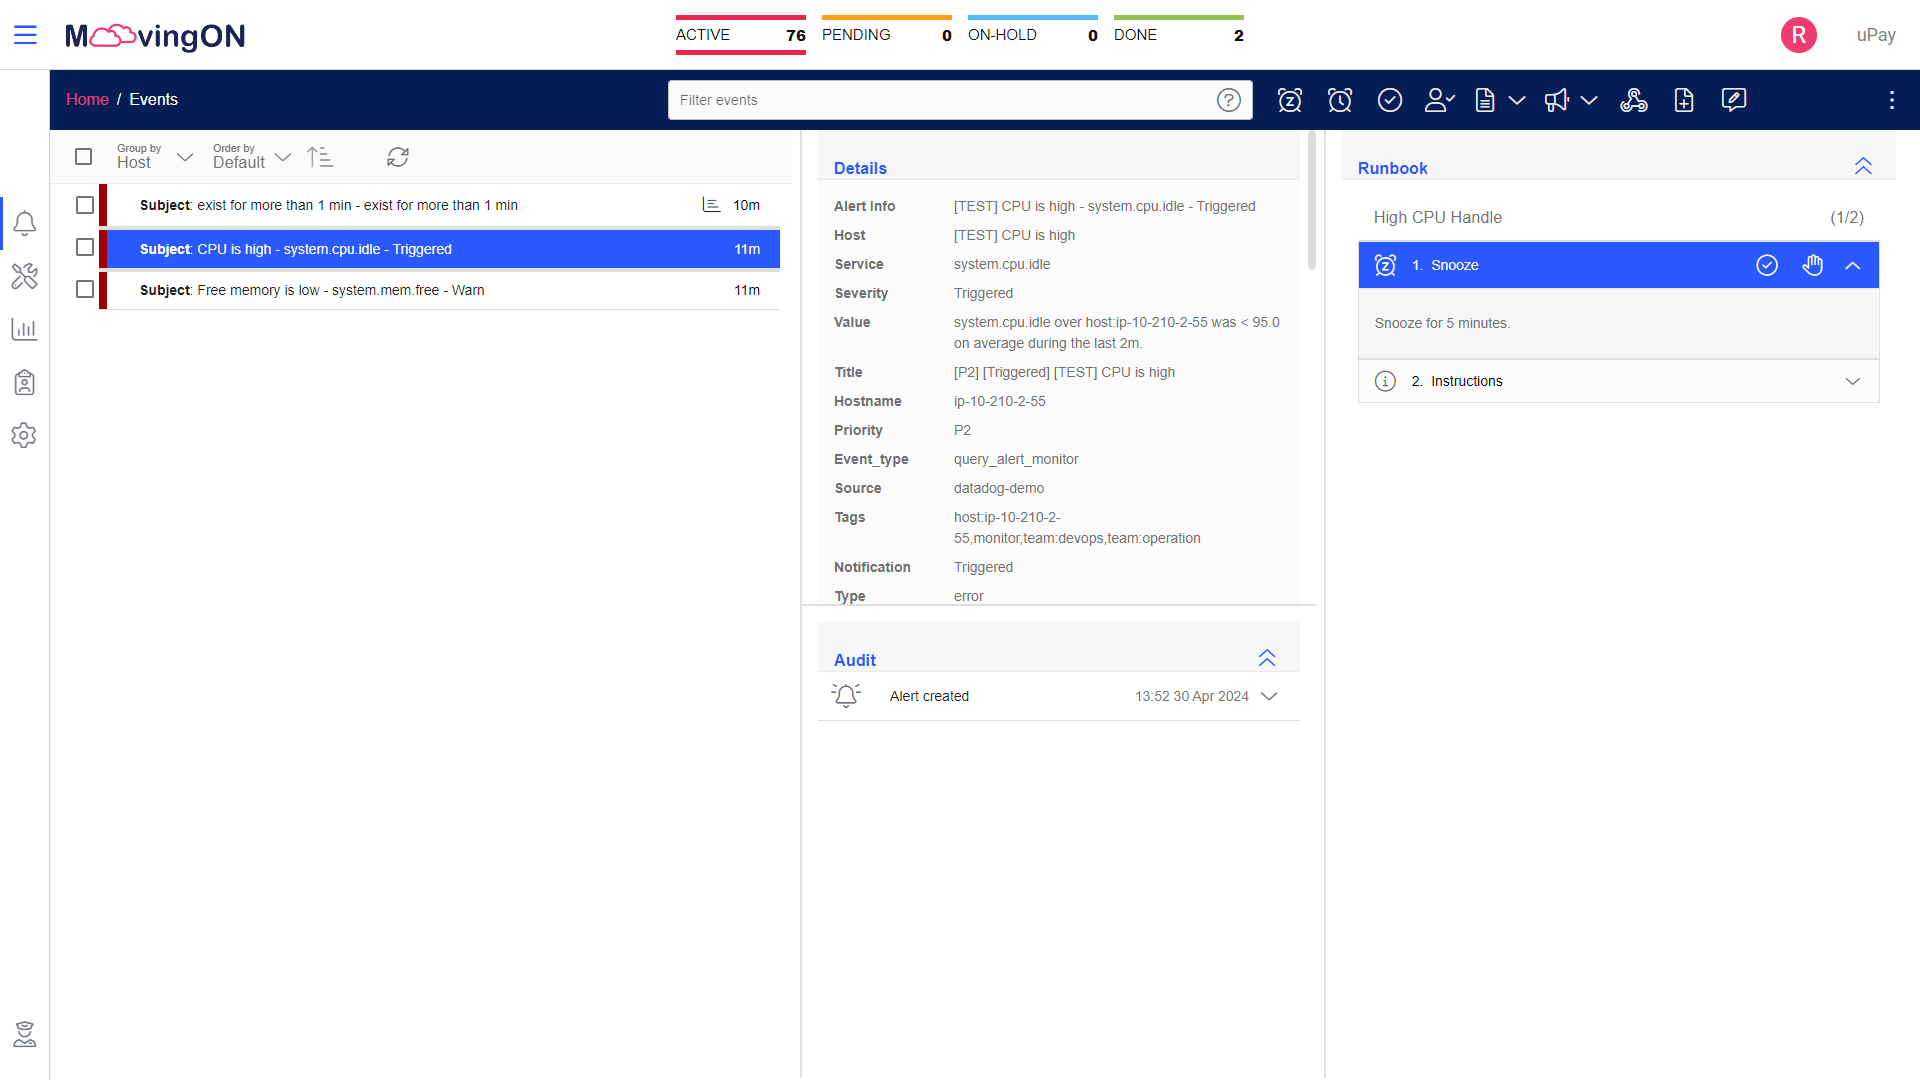 MoovingON
ACTIVE 76
PENDING 0
ON-HOLD 0
DONE 2
R
uPay
Home / Events
Filter events
Group by
Host
Order by
Default
Subject: exist for more than 1 min - exist for more than 1 min 10m
Subject: CPU is high - system.cpu.idle - Triggered 11m
Subject: Free memory is low - system.mem.free - Warn 11m
Details
Alert Info [TEST] CPU is high - system.cpu.idle - Triggered
Host [TEST] CPU is high
Service system.cpu.idle
Severity Triggered
Value system.cpu.idle over host:ip-10-210-2-55 was < 95.0
on average during the last 2m.
Title [P2] [Triggered] [TEST] CPU is high
Hostname ip-10-210-2-55
Priority P2
Event_type query_alert_monitor
Source datadog-demo
Tags host:ip-10-210-2-
55,monitor,team:devops,team:operation
Notification Triggered
Type error
Audit
Alert created 13:52 30 Apr 2024
Runbook
High CPU Handle (1/2)
1. Snooze
Snooze for 5 minutes.
2. Instructions